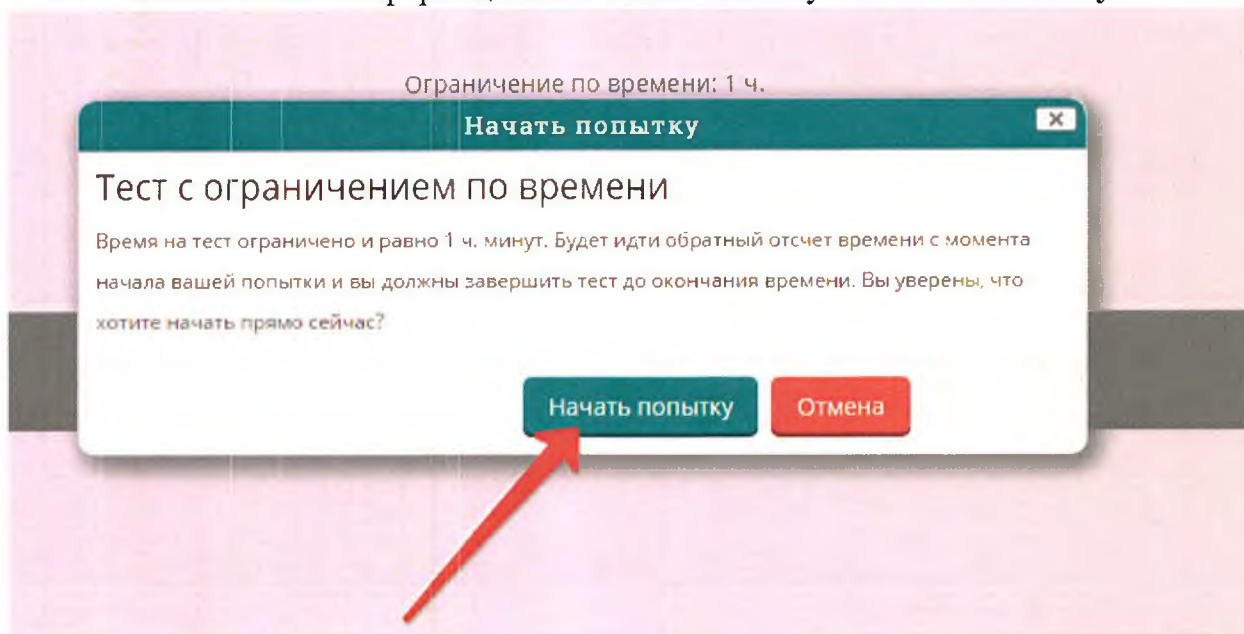 Ограничение по времени: 1 ч.
Начать попытку
Тест с ограничением по времени
Время на тест ограничено и равно 1 ч. минут. Будет идти обратный отсчет времени с момента
начала вашей попытки и вы должны завершить тест до окончания времени. Вы уверены, что
хотите начать прямо сейчас?
Начать попытку Отмена